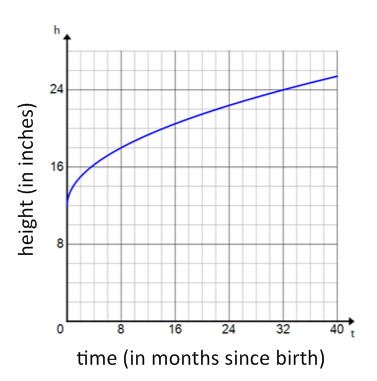 h
24
16
8
0 8 16 24 32 40 t
height (in inches)
time (in months since birth)